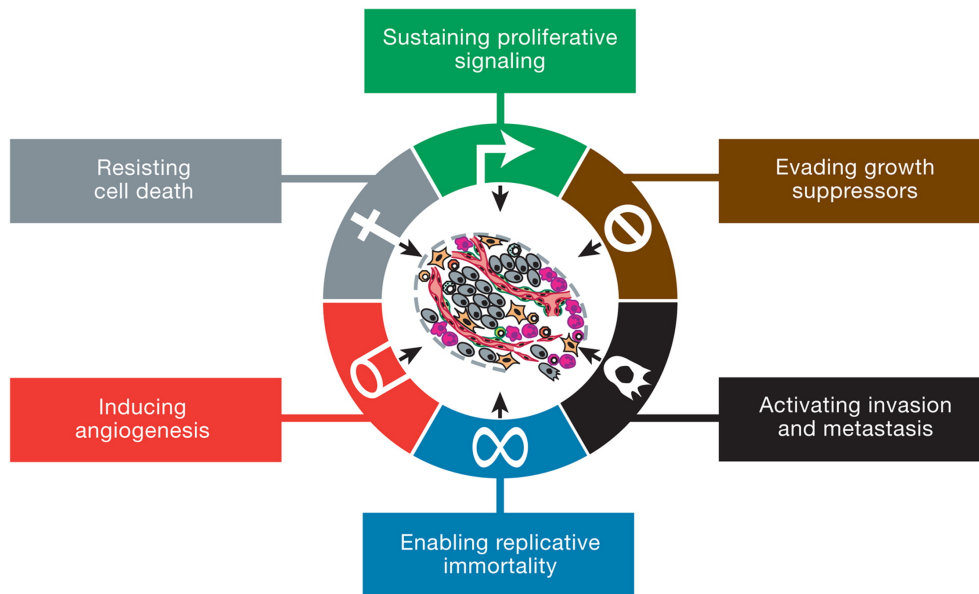 Sustaining proliferative
signaling
Resisting
cell death
Evading growth
suppressors
Inducing
angiogenesis
Activating invasion
and metastasis
Enabling replicative
immortality